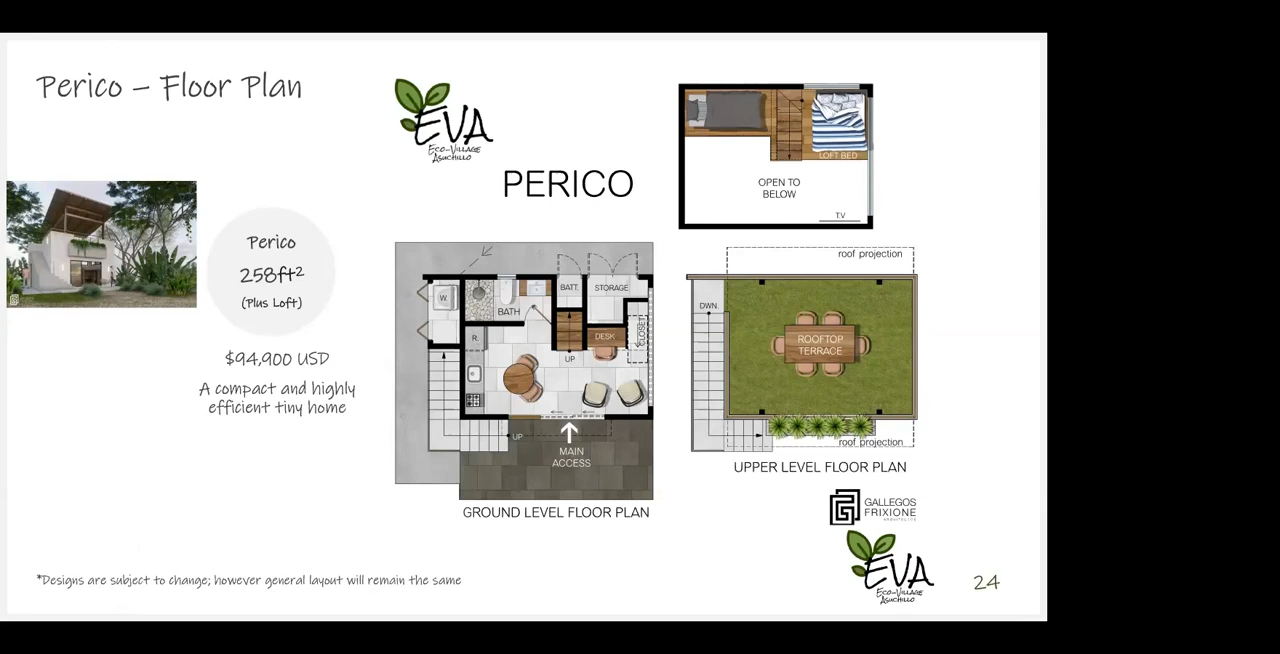 Perico – Floor Plan
EVA
ECO-VILLAGE
ASUCHILLO
PERICO
Perico
258ft²
(Plus Loft)
$94,900 USD
A compact and highly
efficient tiny home
LOFT BED
OPEN TO
BELOW
T.V
W.
BATH
BATT.
STORAGE
R.
DESK
CLOSET
UP
UP
MAIN
ACCESS
GROUND LEVEL FLOOR PLAN
roof projection
DWN.
ROOFTOP
TERRACE
roof projection
UPPER LEVEL FLOOR PLAN
GALLEGOS
FRIXIONE
EVA
ECO-VILLAGE
ASUCHILLO
*Designs are subject to change; however general layout will remain the same
24